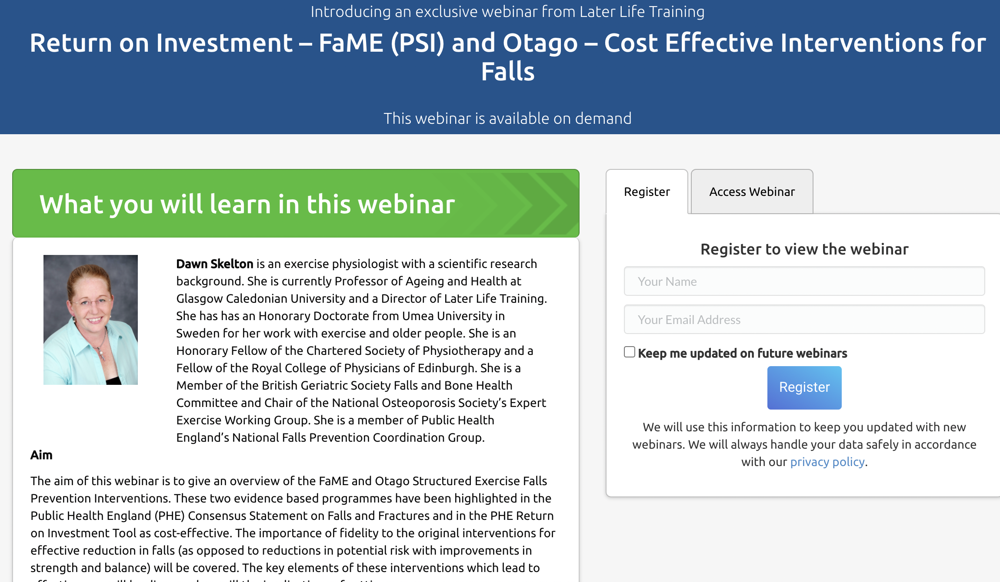 Introducing an exclusive webinar from Later Life Training
Return on Investment – FaME (PSI) and Otago – Cost Effective Interventions for
Falls
This webinar is available on demand
What you will learn in this webinar
Dawn Skelton is an exercise physiologist with a scientific research
background. She is currently Professor of Ageing and Health at
Glasgow Caledonian University and a Director of Later Life Training.
She has has an Honorary Doctorate from Umea University in
Sweden for her work with exercise and older people. She is an
Honorary Fellow of the Chartered Society of Physiotherapy and a
Fellow of the Royal College of Physicians of Edinburgh. She is a
Member of the British Geriatric Society Falls and Bone Health
Committee and Chair of the National Osteoporosis Society’s Expert
Exercise Working Group. She is a member of Public Health
England’s National Falls Prevention Coordination Group.
Aim
The aim of this webinar is to give an overview of the FaME and Otago Structured Exercise Falls
Prevention Interventions. These two evidence based programmes have been highlighted in the
Public Health England (PHE) Consensus Statement on Falls and Fractures and in the PHE Return
on Investment Tool as cost-effective. The importance of fidelity to the original interventions for
effective reduction in falls (as opposed to reductions in potential risk with improvements in
strength and balance) will be covered. The key elements of these interventions which lead to
Register
Access Webinar
Register to view the webinar
Your Name
Your Email Address
Keep me updated on future webinars
Register
We will use this information to keep you updated with new
webinars. We will always handle your data safely in accordance
with our privacy policy.